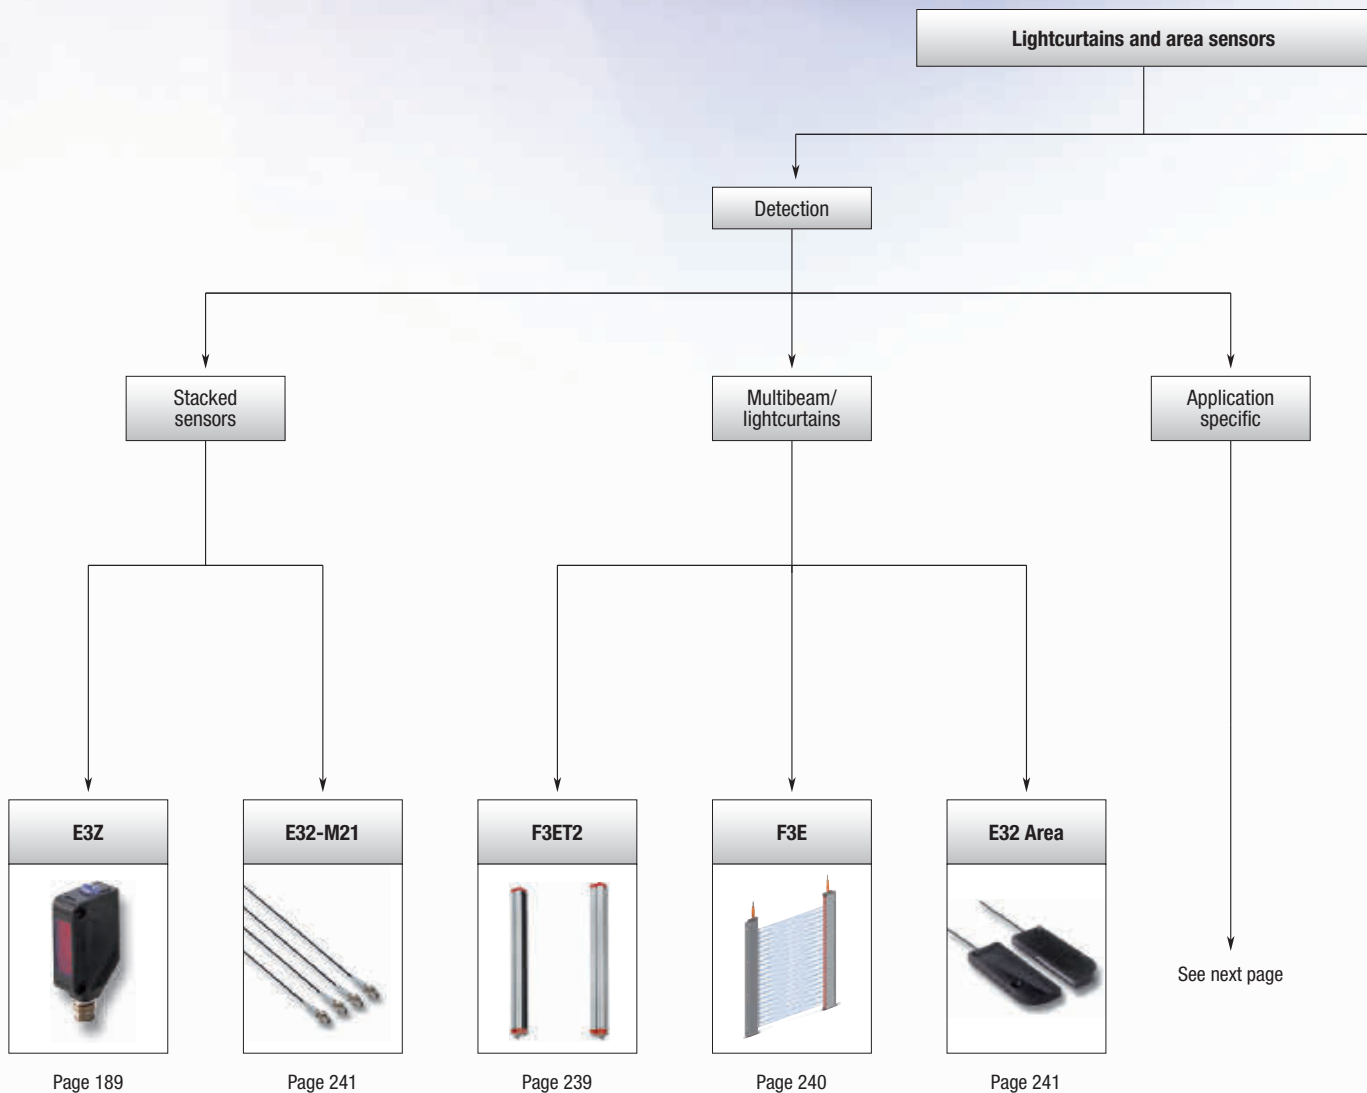 Lightcurtains and area sensors
Detection
Stacked
sensors
Multibeam/
lightcurtains
Application
specific
E3Z
E32-M21
F3ET2
F3E
E32 Area
See next page
Page 189
Page 241
Page 239
Page 240
Page 241